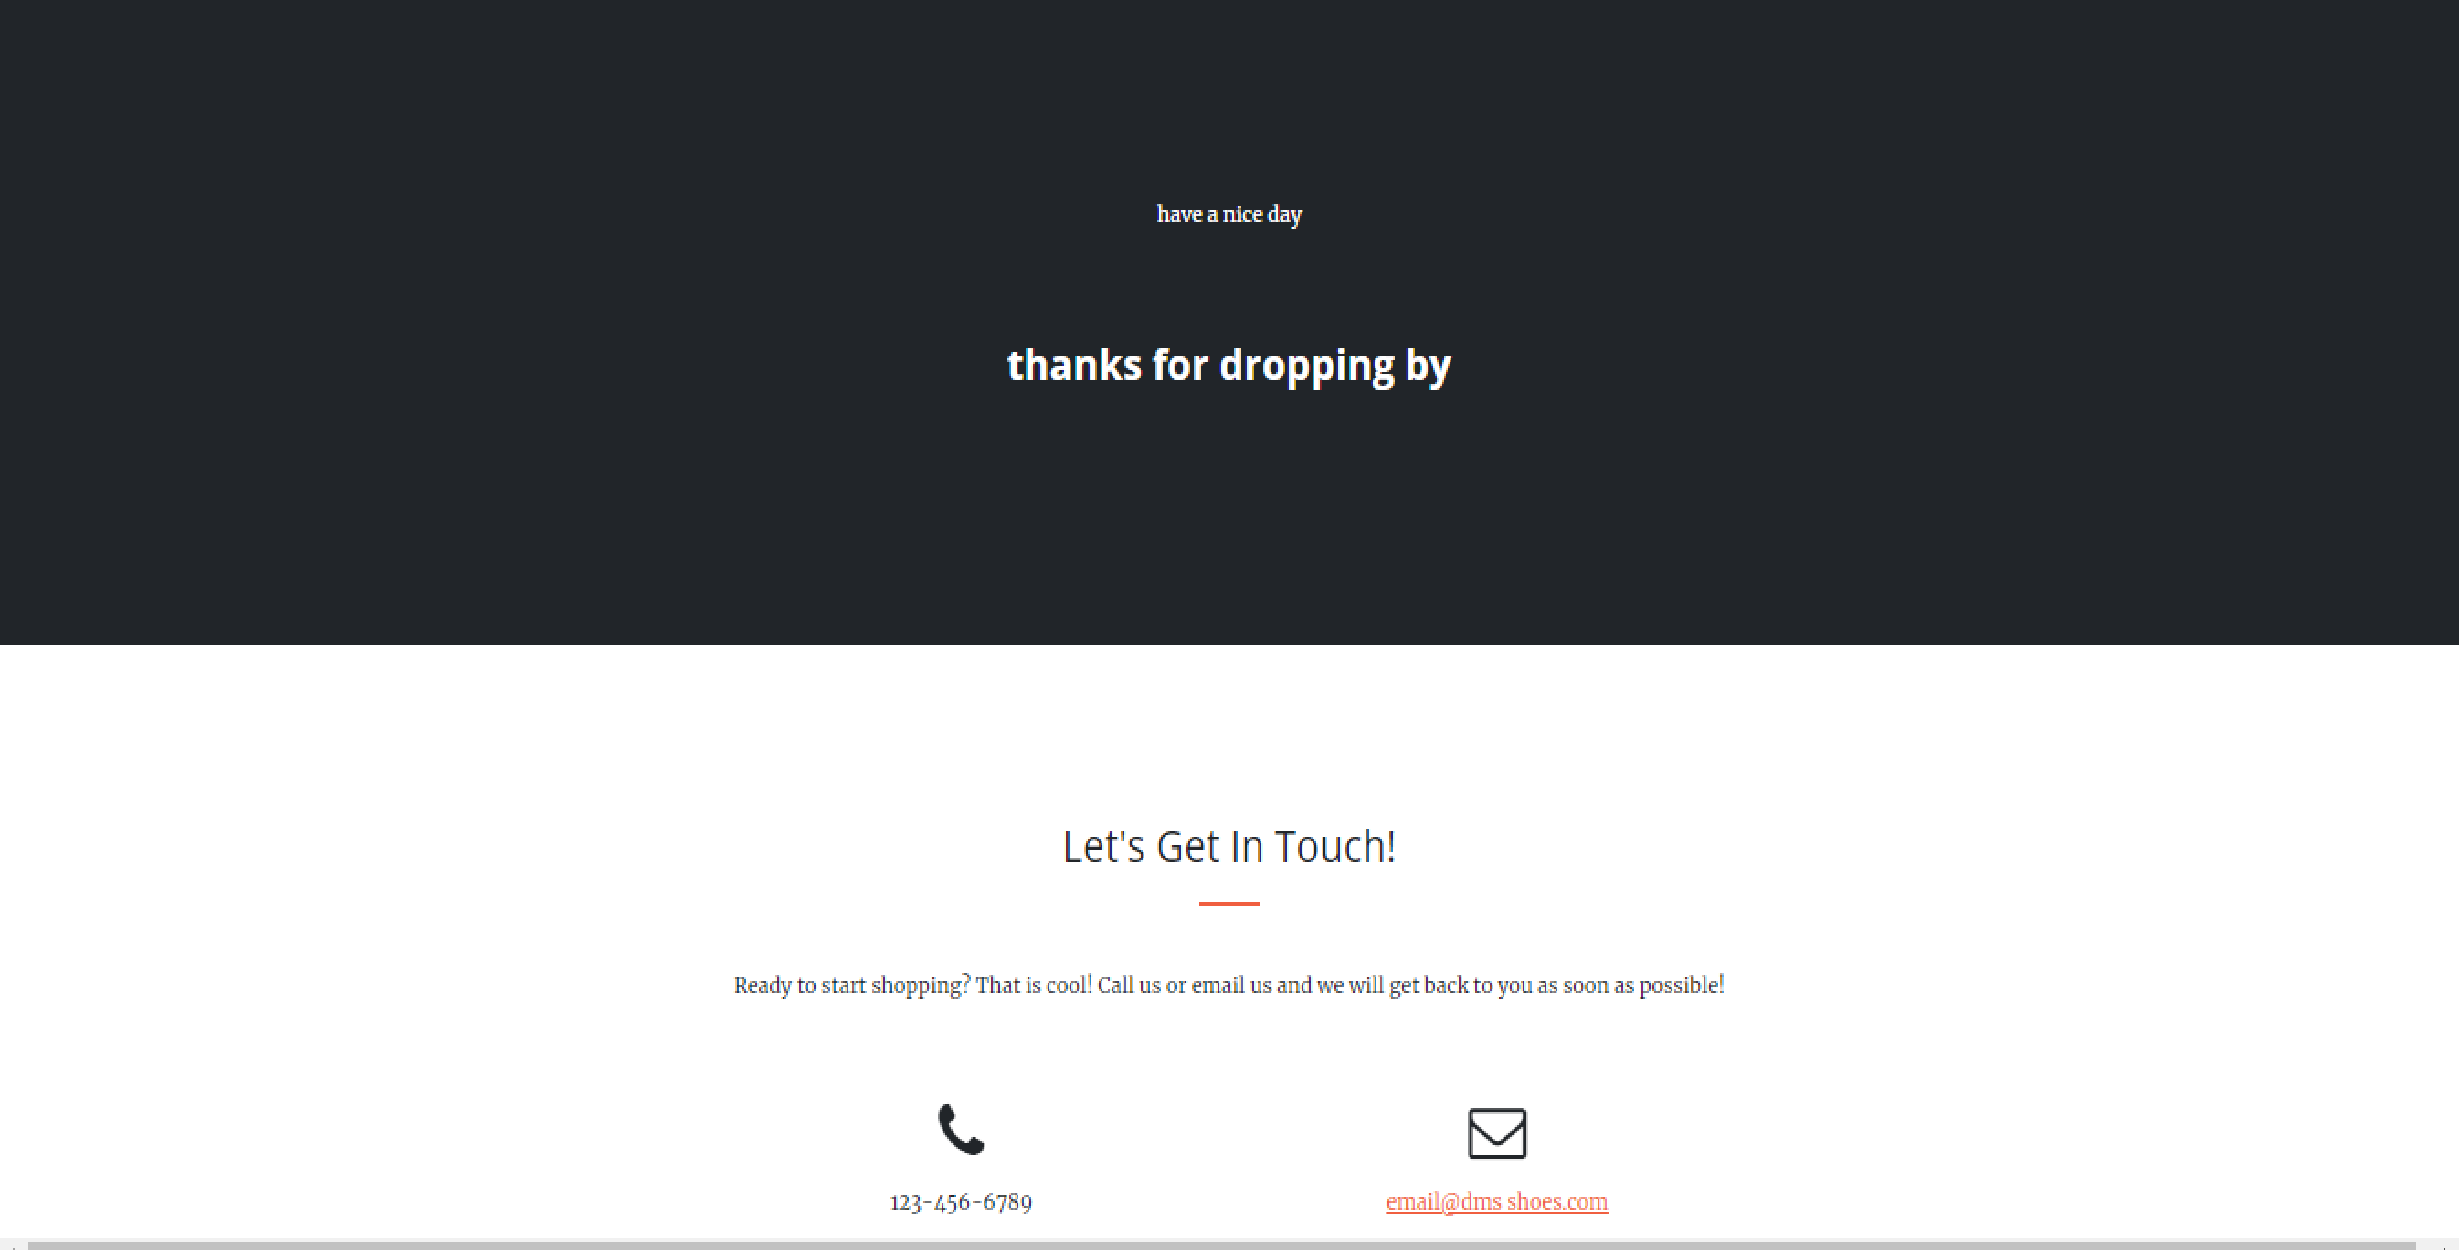 have a nice day
thanks for dropping by
Let's Get In Touch!
Ready to start shopping? That is cool! Call us or email us and we will get back to you as soon as possible!
123-456-6789
email@dms shoes.com